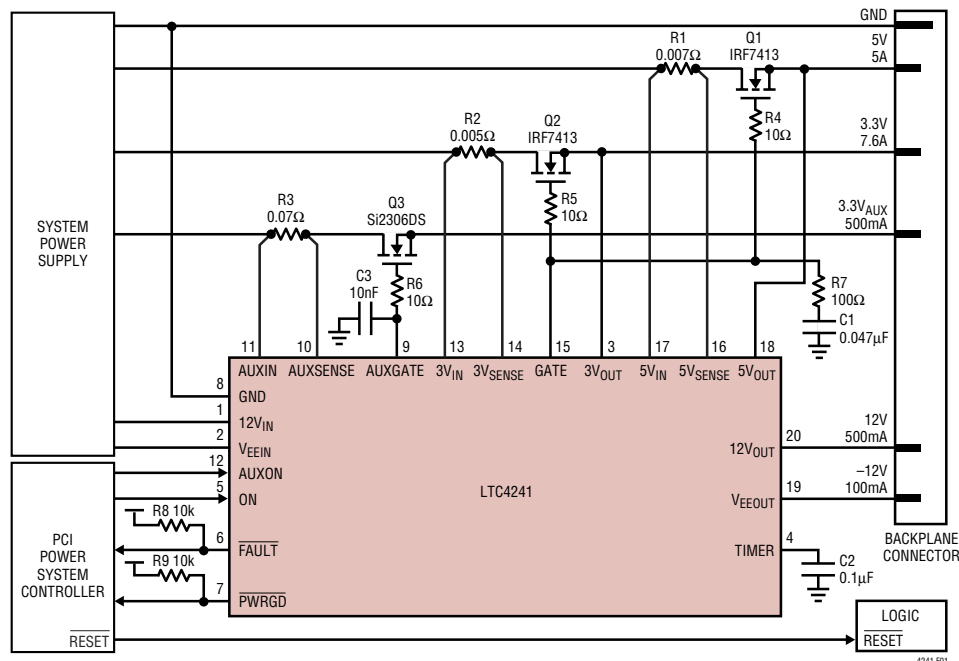 GND
5V
5A
R1
0.007Ω
Q1
IRF7413
R4
10Ω
R2
0.005Ω
Q2
IRF7413
3.3V
7.6A
R5
10Ω
R3
0.07Ω
Q3
Si2306DS
3.3VAUX
500mA
SYSTEM
POWER
SUPPLY
C3
10nF
R6
10Ω
R7
100Ω
C1
0.047µF
11 10 9 13 14 15 3 17 16 18
AUXIN AUXSENSE AUXGATE 3VIN 3VSENSE GATE 3VOUT 5VIN 5VSENSE 5VOUT
8
GND
1
12VIN
2
VEEIN
12
AUXON
5
ON
LTC4241
12VOUT
20
12V
500mA
VEEOUT
19
–12V
100mA
R8 10k
6
FAULT
R9 10k
7
PWRGD
TIMER
4
C2
0.1µF
BACKPLANE
CONNECTOR
PCI
POWER
SYSTEM
CONTROLLER
RESET
LOGIC
RESET
4241 F01